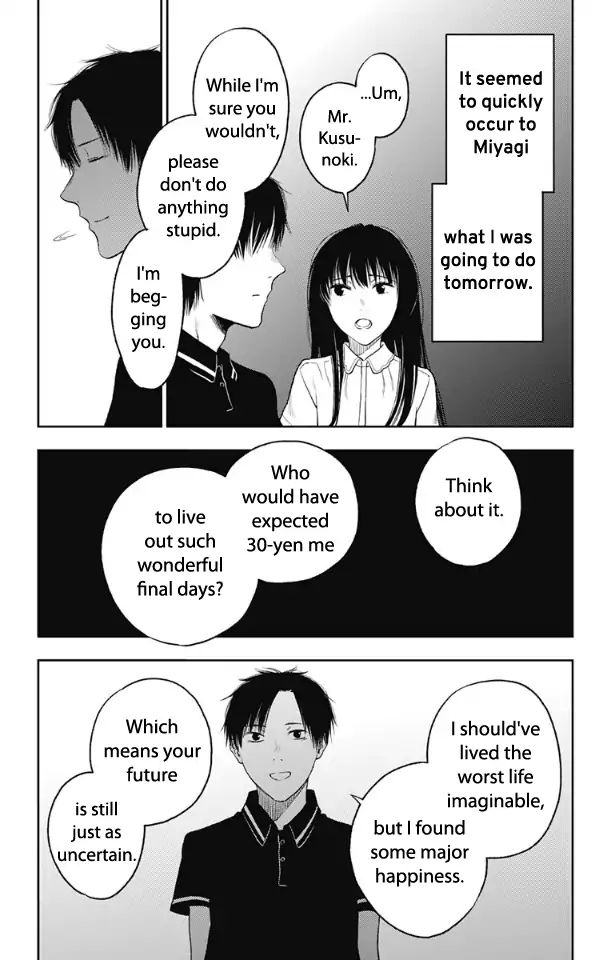 It seemed
to quickly
occur to
Miyagi
what I was
going to do
tomorrow.
...Um,
Mr.
Kusu-
noki.
While I'm
sure you
wouldn't,
please
don't do
anything
stupid.
I'm
beg-
ging
you.
Think
about it.
Who
would have
expected
30-yen me
to live
out such
wonderful
final days?
I should've
lived the
worst life
imaginable,
but I found
some major
happiness.
Which
means your
future
is still
just as
uncertain.